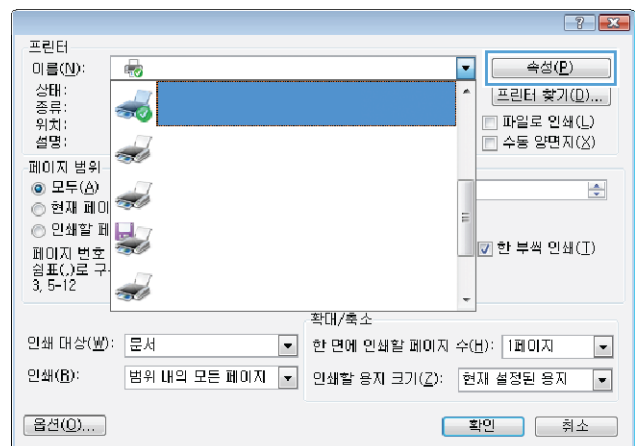 프린터
이름(N):
속성(P)
상태:
프린터 찾기(D)...
종류:
위치:
파일로 인쇄(L)
설명:
수동 양면지(X)
페이지 범위
모두(A)
현재 페이
인쇄할 페
페이지 번호
한 부씩 인쇄(T)
쉼표(,)로 구
3, 5-12
확대/축소
인쇄 대상(W): 문서
한 면에 인쇄할 페이지 수(H): 1페이지
인쇄(R): 범위 내의 모든 페이지
인쇄할 용지 크기(Z): 현재 설정된 용지
옵션(O)...
확인
취소